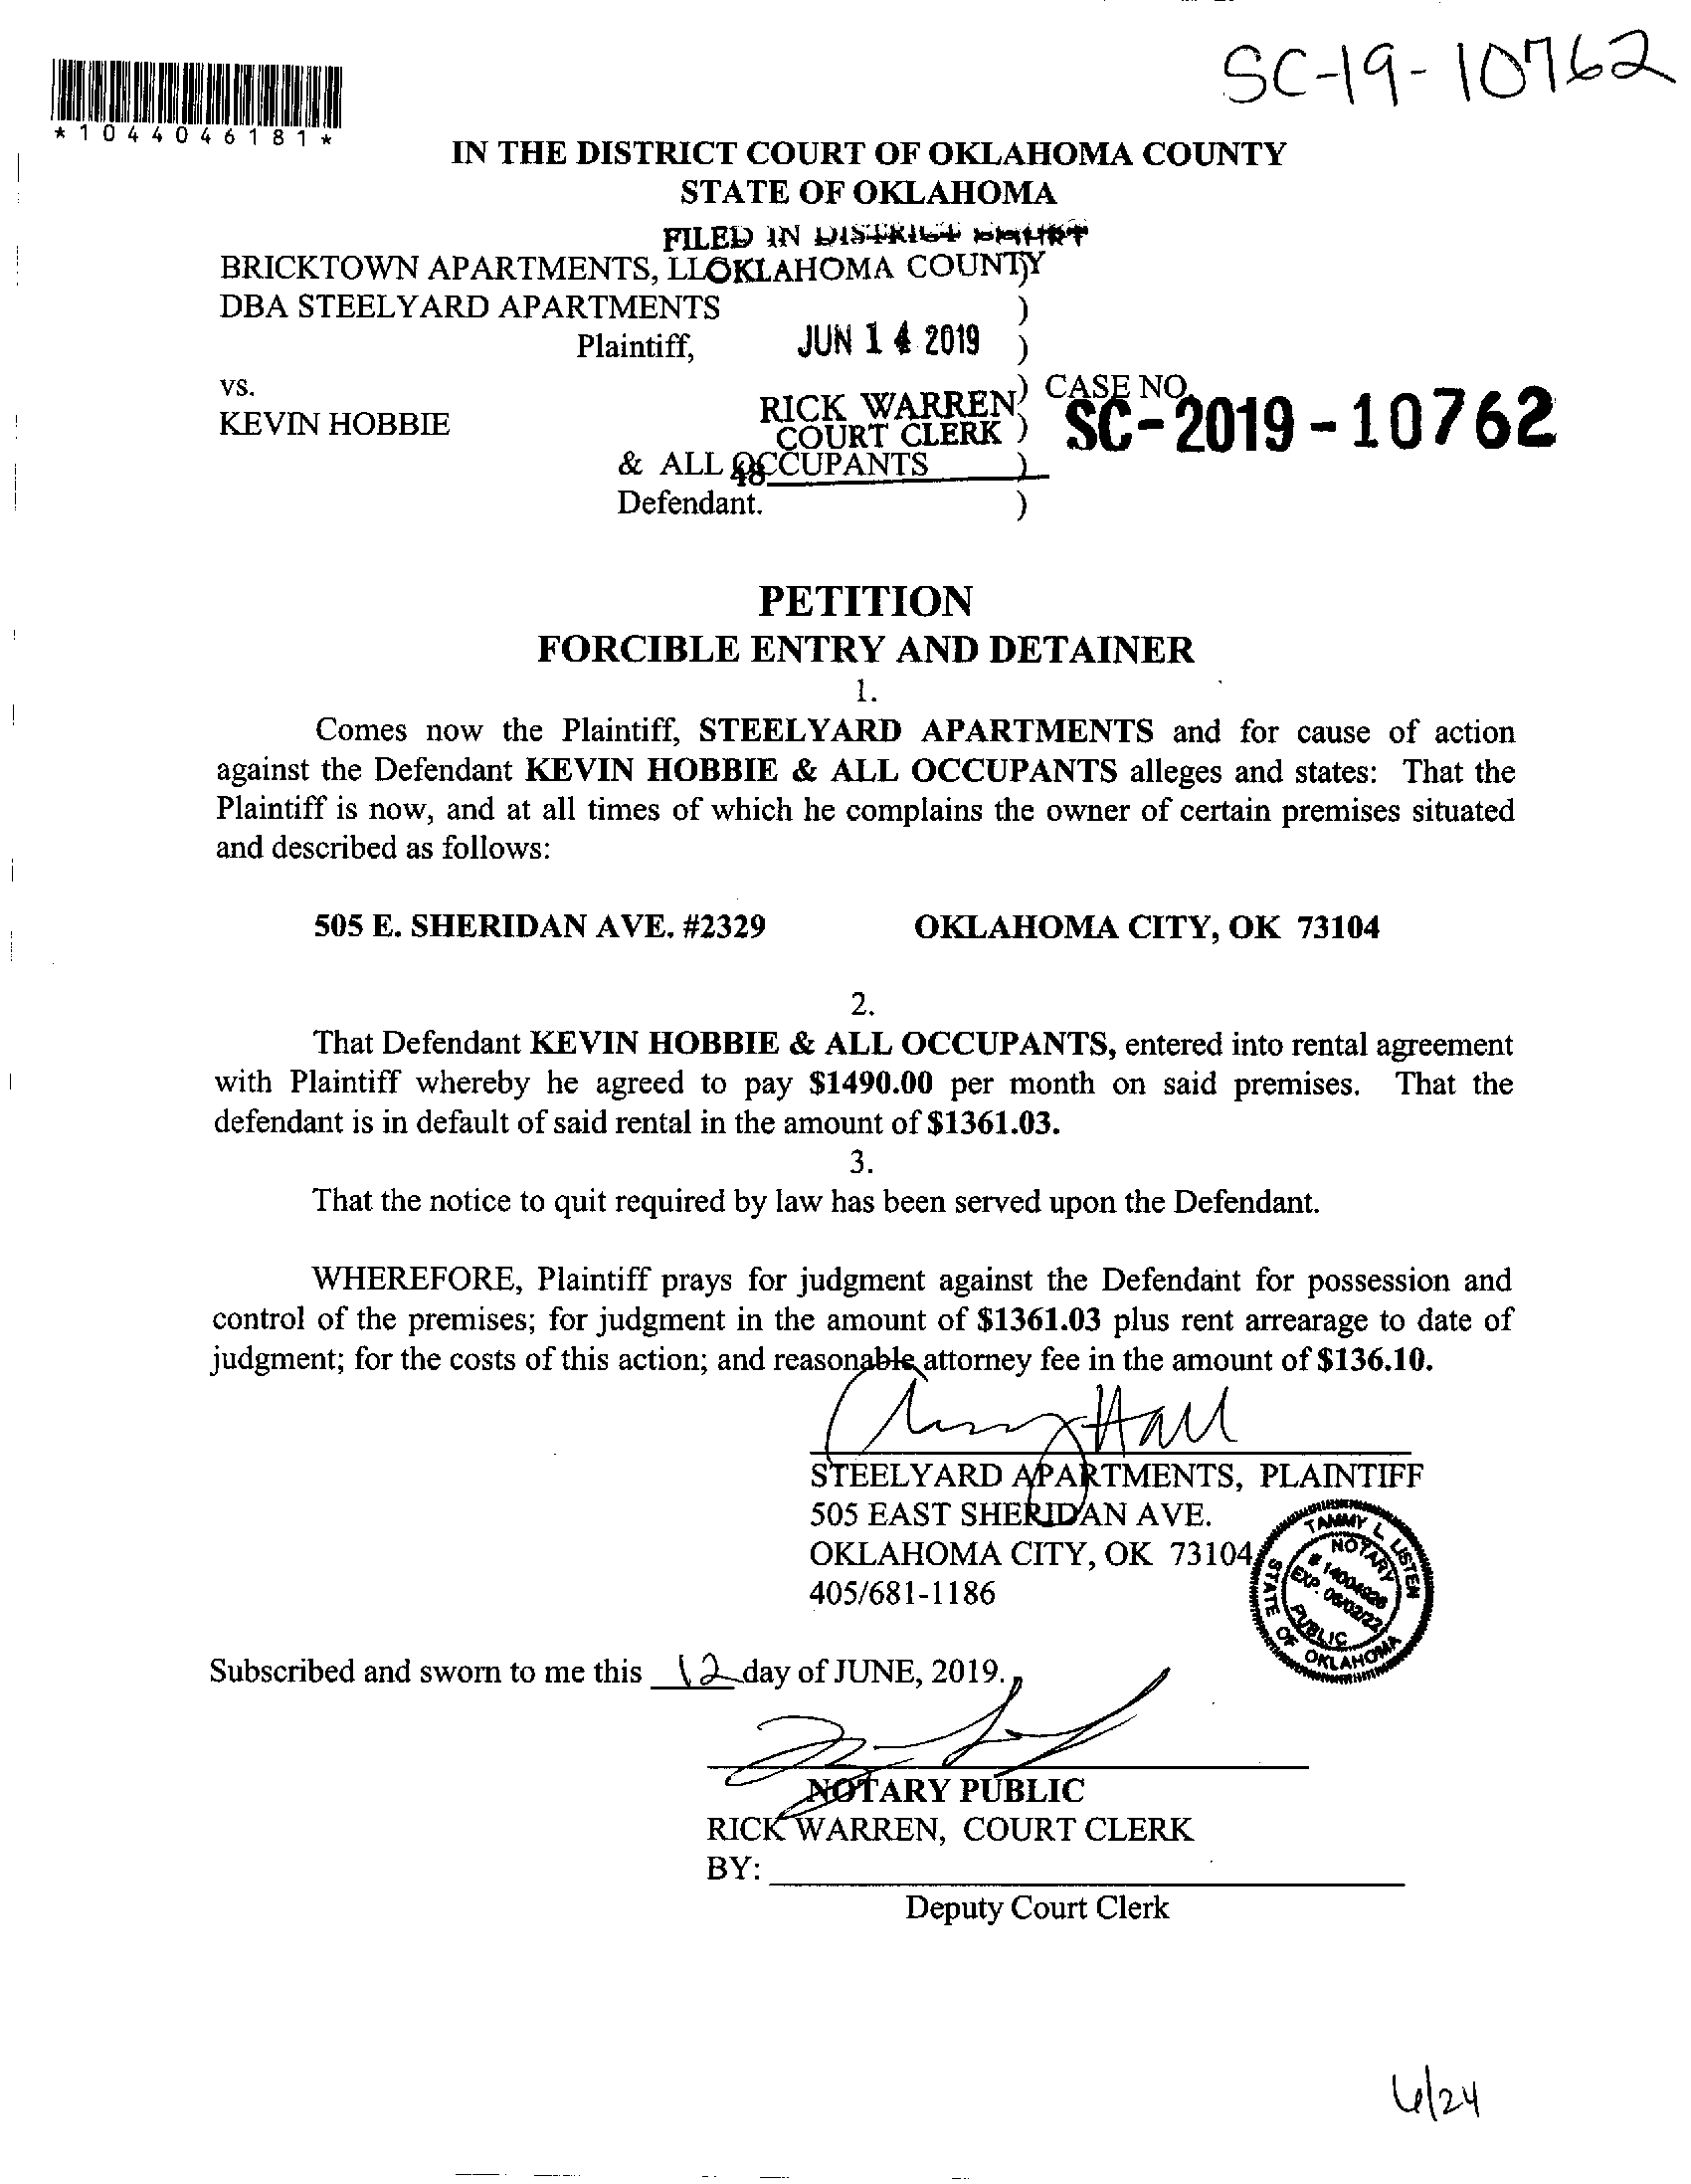 SC-19-10762
*1044046181*
IN THE DISTRICT COURT OF OKLAHOMA COUNTY
STATE OF OKLAHOMA
FILED IN DISTRICT COURT
BRICKTOWN APARTMENTS, LL OKLAHOMA COUNTY )
DBA STEELYARD APARTMENTS )
Plaintiff, JUN 14 2019 )
vs. ) CASE NO.
KEVIN HOBBIE RICK WARREN ) SC-2019-10762
COURT CLERK )
& ALL OCCUPANTS )
48
Defendant. )
PETITION
FORCIBLE ENTRY AND DETAINER
1.
Comes now the Plaintiff, STEELYARD APARTMENTS and for cause of action
against the Defendant KEVIN HOBBIE & ALL OCCUPANTS alleges and states: That the
Plaintiff is now, and at all times of which he complains the owner of certain premises situated
and described as follows:
505 E. SHERIDAN AVE. #2329 OKLAHOMA CITY, OK 73104
2.
That Defendant KEVIN HOBBIE & ALL OCCUPANTS, entered into rental agreement
with Plaintiff whereby he agreed to pay $1490.00 per month on said premises. That the
defendant is in default of said rental in the amount of $1361.03.
3.
That the notice to quit required by law has been served upon the Defendant.
WHEREFORE, Plaintiff prays for judgment against the Defendant for possession and
control of the premises; for judgment in the amount of $1361.03 plus rent arrearage to date of
judgment; for the costs of this action; and reasonable attorney fee in the amount of $136.10.
Amy Hall
STEELYARD APARTMENTS, PLAINTIFF
505 EAST SHERIDAN AVE.
OKLAHOMA CITY, OK 73104
405/681-1186
TAMMY L. LISTEN
NOTARY
# 14004926
EXP. 06/02/22
PUBLIC
STATE OF OKLAHOMA
Subscribed and sworn to me this 12 day of JUNE, 2019.
NOTARY PUBLIC
RICK WARREN, COURT CLERK
BY:
Deputy Court Clerk
6/24